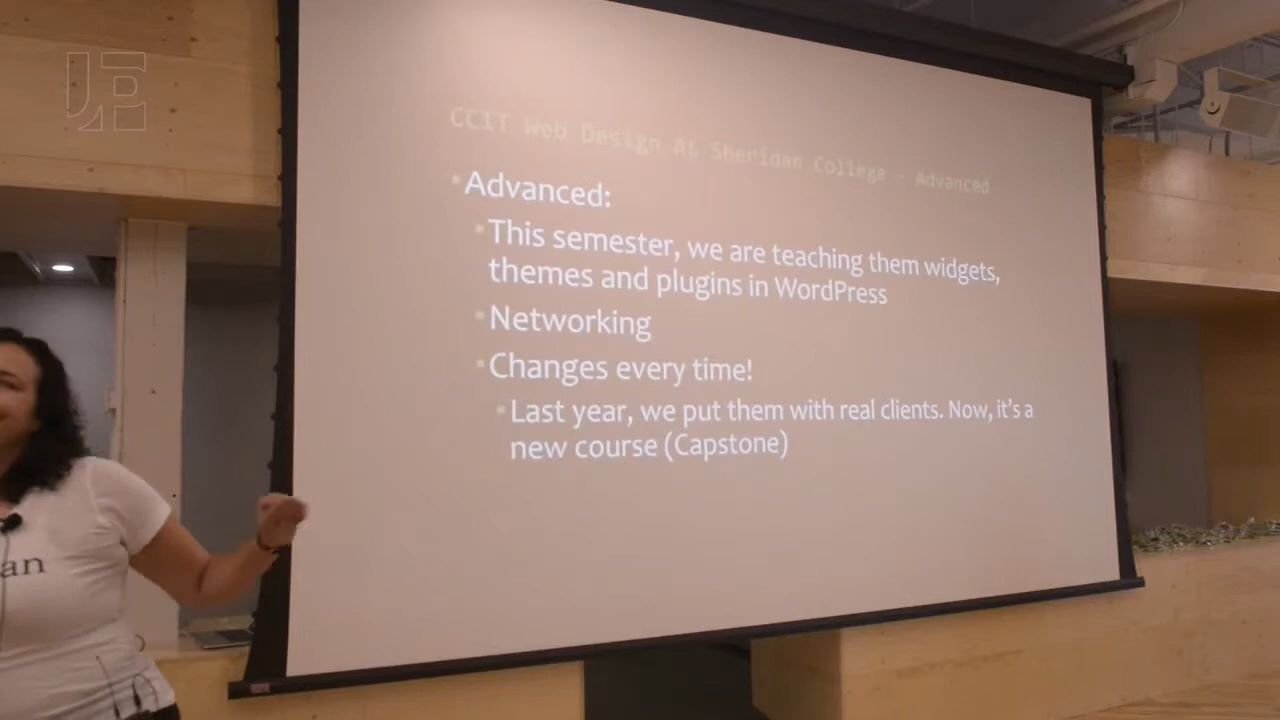 JP
CCIT Web Design At Sheridan College - Advanced
•Advanced:
•This semester, we are teaching them widgets,
themes and plugins in WordPress
•Networking
•Changes every time!
•Last year, we put them with real clients. Now, it's a
new course (Capstone)
an